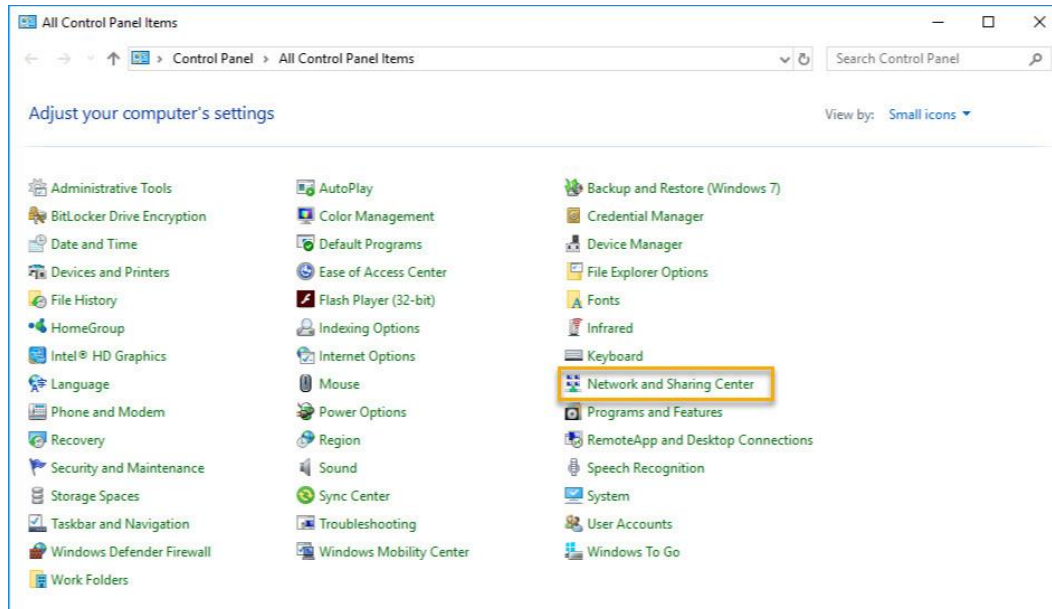 All Control Panel Items
Control Panel > All Control Panel Items
Search Control Panel
Adjust your computer's settings
View by: Small icons
Administrative Tools
AutoPlay
Backup and Restore (Windows 7)
BitLocker Drive Encryption
Color Management
Credential Manager
Date and Time
Default Programs
Device Manager
Devices and Printers
Ease of Access Center
File Explorer Options
File History
Flash Player (32-bit)
Fonts
HomeGroup
Indexing Options
Infrared
Intel® HD Graphics
Internet Options
Keyboard
Language
Mouse
Network and Sharing Center
Phone and Modem
Power Options
Programs and Features
Recovery
Region
RemoteApp and Desktop Connections
Security and Maintenance
Sound
Speech Recognition
Storage Spaces
Sync Center
System
Taskbar and Navigation
Troubleshooting
User Accounts
Windows Defender Firewall
Windows Mobility Center
Windows To Go
Work Folders